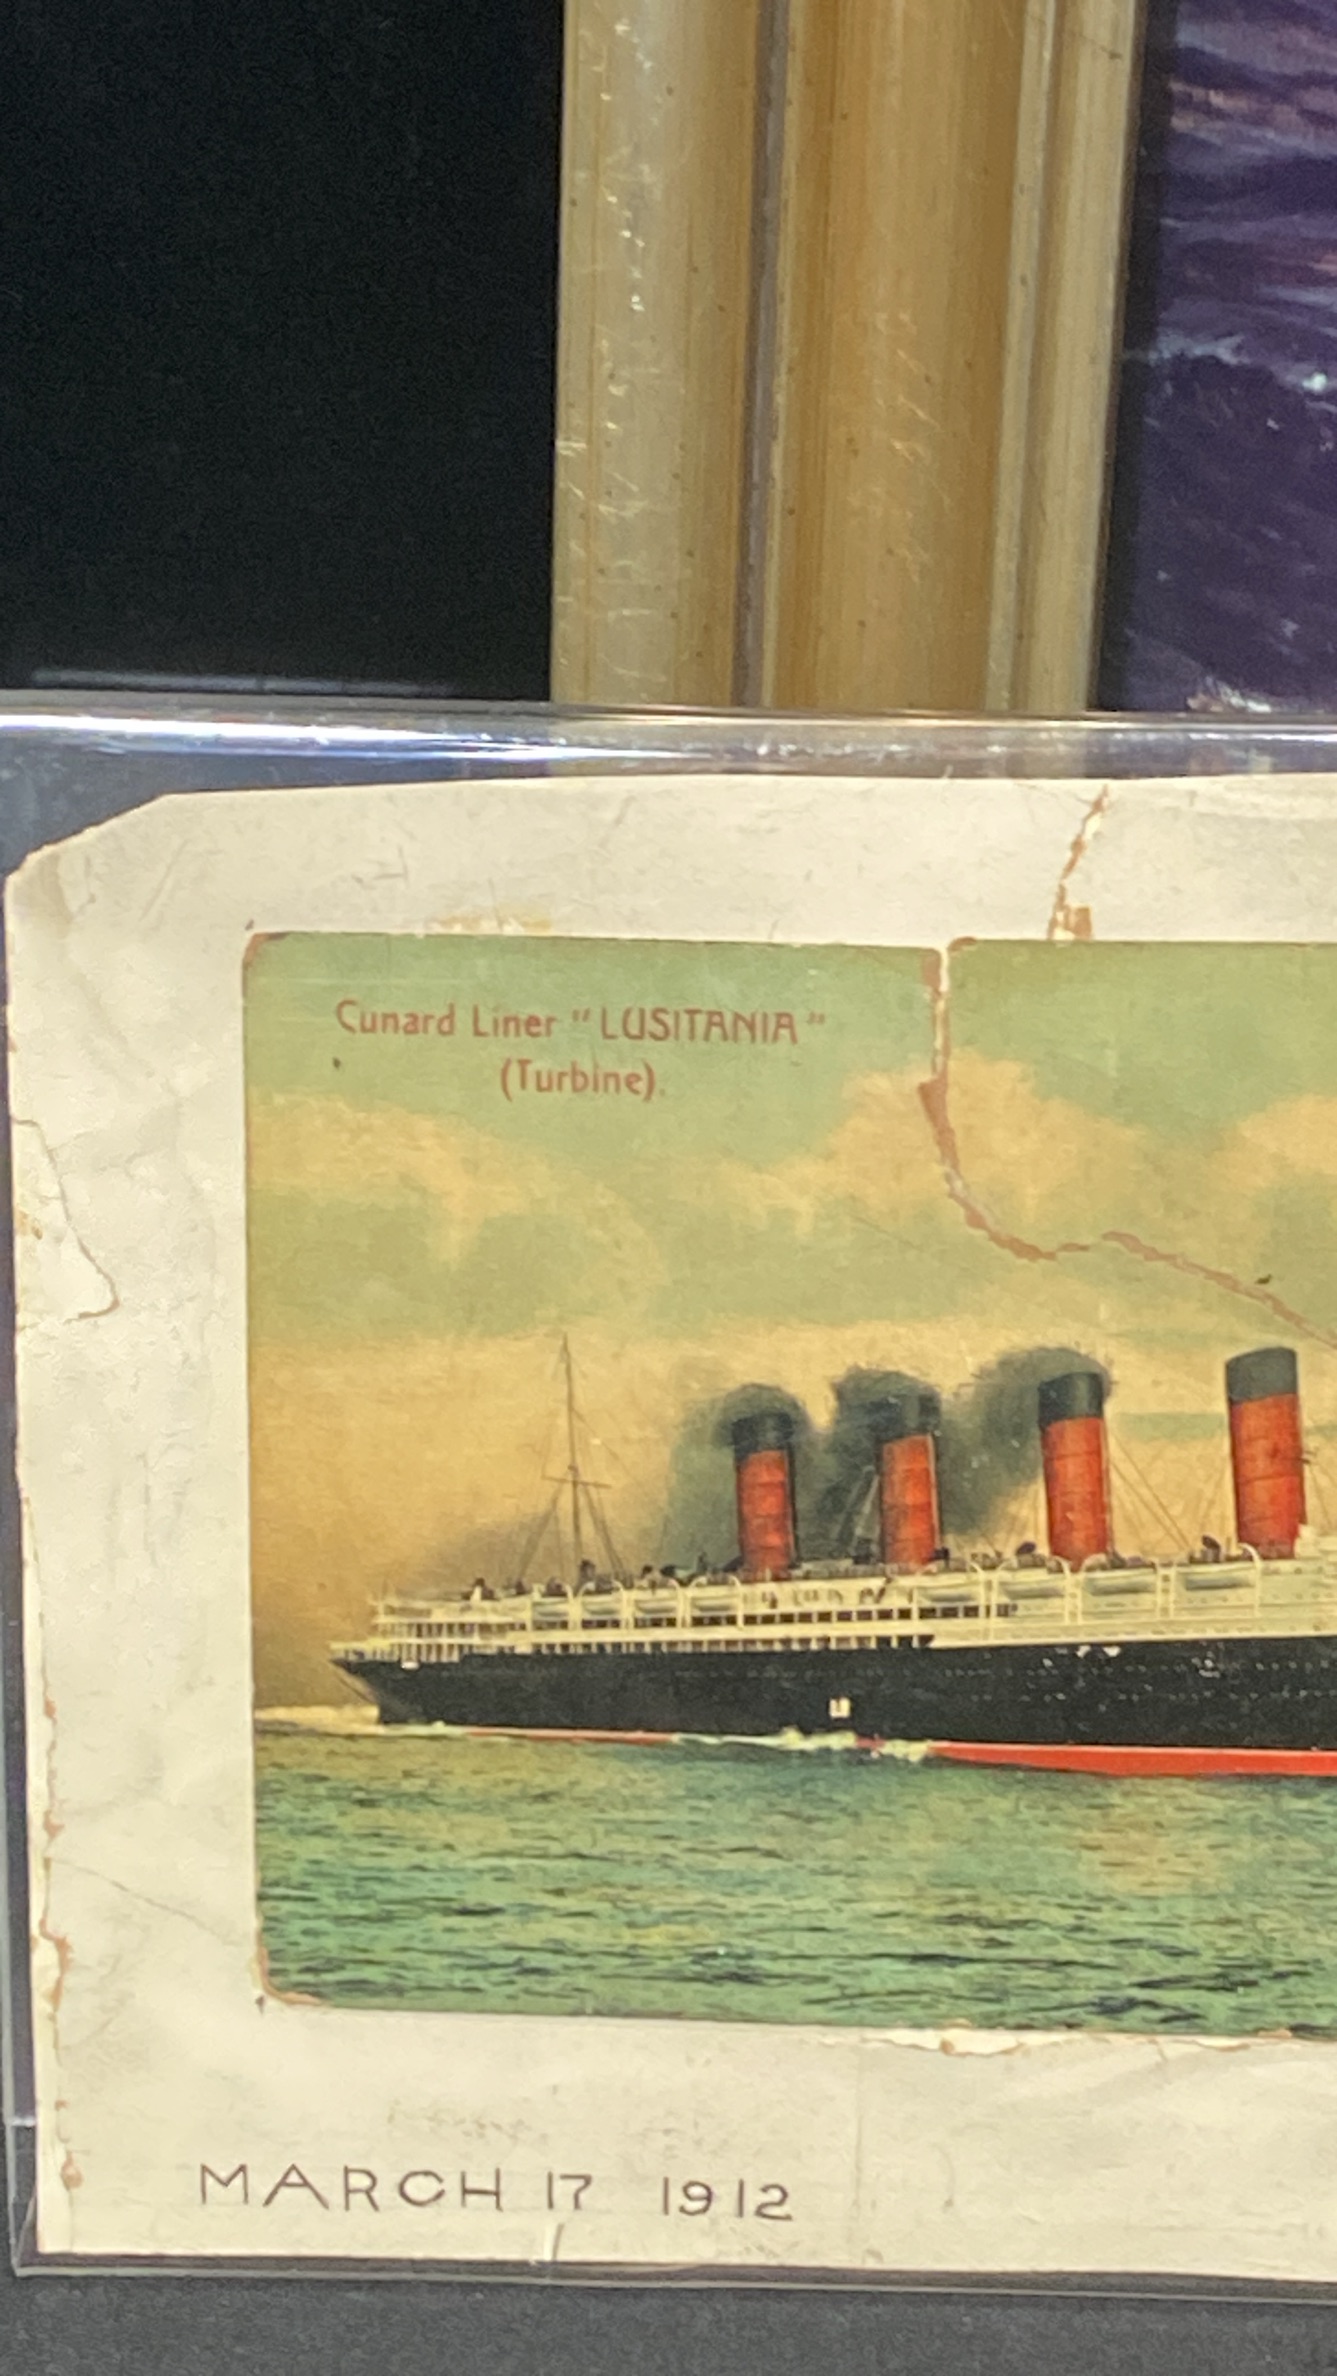 Cunard Liner "LUSITANIA"
(Turbine).
MARCH 17 1912